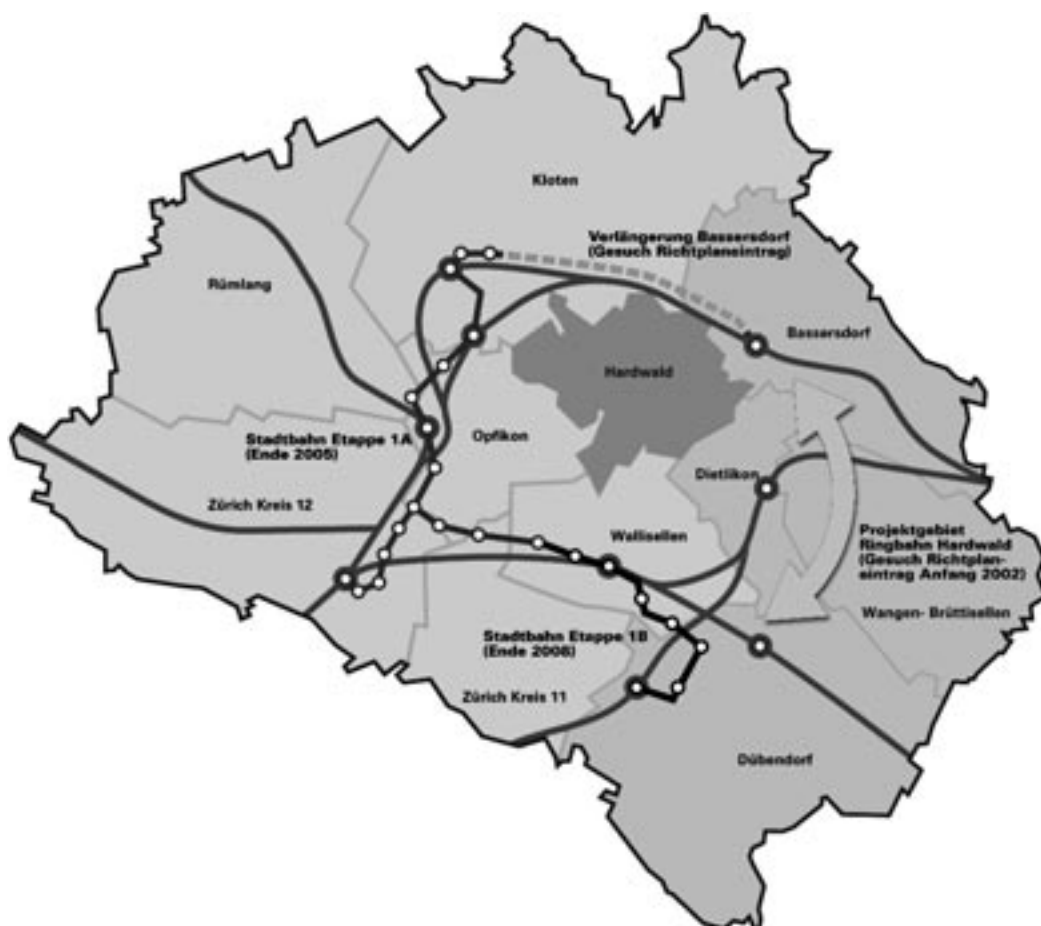 Kloten
Verlängerung Bassersdorf
(Gesuch Richtplaneintrag)
Rümlang
Bassersdorf
Hardwald
Stadtbahn Etappe 1A
(Ende 2005)
Opfikon
Dietlikon
Zürich Kreis 12
Wallisellen
Projektgebiet
Ringbahn Hardwald
(Gesuch Richtplan-
eintrag Anfang 2002)
Wangen- Brüttisellen
Stadtbahn Etappe 1B
(Ende 2008)
Zürich Kreis 11
Dübendorf